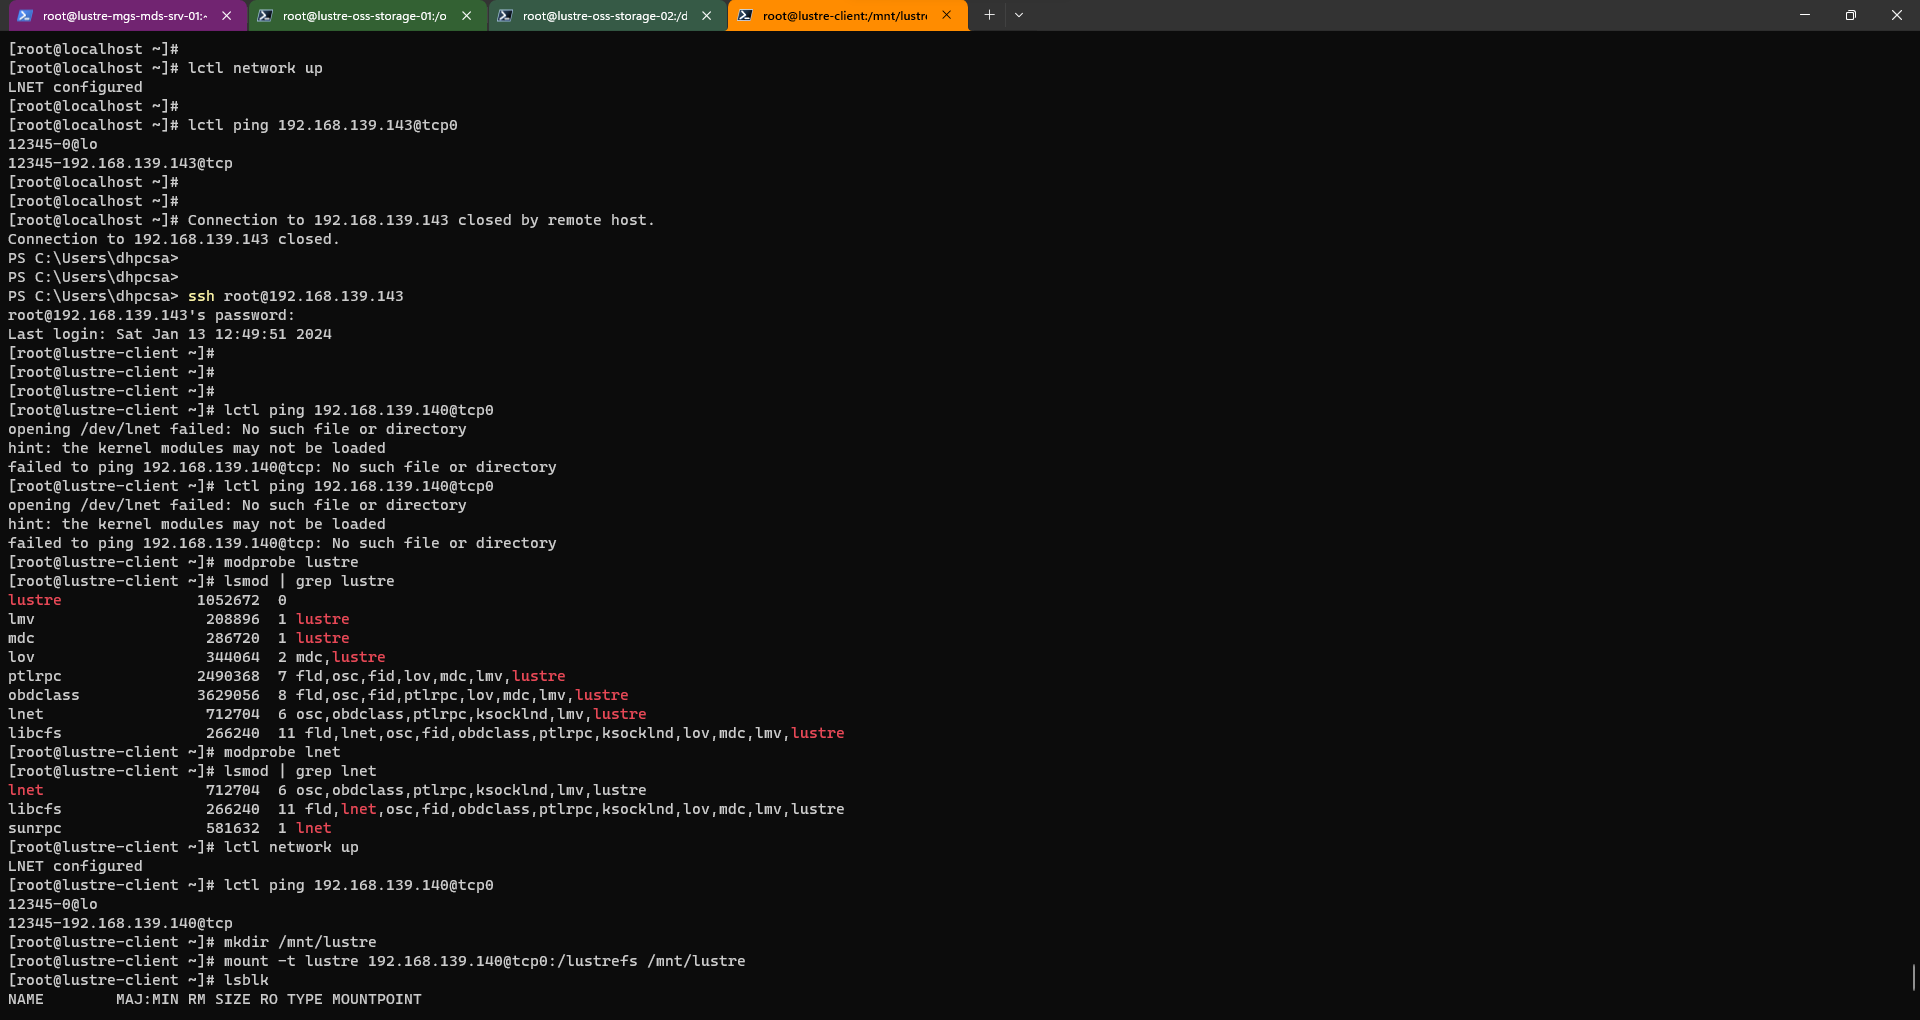 root@lustre-mgs-mds-srv-01:~
root@lustre-oss-storage-01:/o
root@lustre-oss-storage-02:/d
root@lustre-client:/mnt/lustr
[root@localhost ~]#
[root@localhost ~]# lctl network up
LNET configured
[root@localhost ~]#
[root@localhost ~]# lctl ping 192.168.139.143@tcp0
12345-0@lo
12345-192.168.139.143@tcp
[root@localhost ~]#
[root@localhost ~]#
[root@localhost ~]# Connection to 192.168.139.143 closed by remote host.
Connection to 192.168.139.143 closed.
PS C:\Users\dhpcsa>
PS C:\Users\dhpcsa>
PS C:\Users\dhpcsa> ssh root@192.168.139.143
root@192.168.139.143's password:
Last login: Sat Jan 13 12:49:51 2024
[root@lustre-client ~]#
[root@lustre-client ~]#
[root@lustre-client ~]#
[root@lustre-client ~]# lctl ping 192.168.139.140@tcp0
opening /dev/lnet failed: No such file or directory
hint: the kernel modules may not be loaded
failed to ping 192.168.139.140@tcp: No such file or directory
[root@lustre-client ~]# lctl ping 192.168.139.140@tcp0
opening /dev/lnet failed: No such file or directory
hint: the kernel modules may not be loaded
failed to ping 192.168.139.140@tcp: No such file or directory
[root@lustre-client ~]# modprobe lustre
[root@lustre-client ~]# lsmod | grep lustre
lustre 1052672 0
lmv 208896 1 lustre
mdc 286720 1 lustre
lov 344064 2 mdc,lustre
ptlrpc 2490368 7 fld,osc,fid,lov,mdc,lmv,lustre
obdclass 3629056 8 fld,osc,fid,ptlrpc,lov,mdc,lmv,lustre
lnet 712704 6 osc,obdclass,ptlrpc,ksocklnd,lmv,lustre
libcfs 266240 11 fld,lnet,osc,fid,obdclass,ptlrpc,ksocklnd,lov,mdc,lmv,lustre
[root@lustre-client ~]# modprobe lnet
[root@lustre-client ~]# lsmod | grep lnet
lnet 712704 6 osc,obdclass,ptlrpc,ksocklnd,lmv,lustre
libcfs 266240 11 fld,lnet,osc,fid,obdclass,ptlrpc,ksocklnd,lov,mdc,lmv,lustre
sunrpc 581632 1 lnet
[root@lustre-client ~]# lctl network up
LNET configured
[root@lustre-client ~]# lctl ping 192.168.139.140@tcp0
12345-0@lo
12345-192.168.139.140@tcp
[root@lustre-client ~]# mkdir /mnt/lustre
[root@lustre-client ~]# mount -t lustre 192.168.139.140@tcp0:/lustrefs /mnt/lustre
[root@lustre-client ~]# lsblk
NAME MAJ:MIN RM SIZE RO TYPE MOUNTPOINT